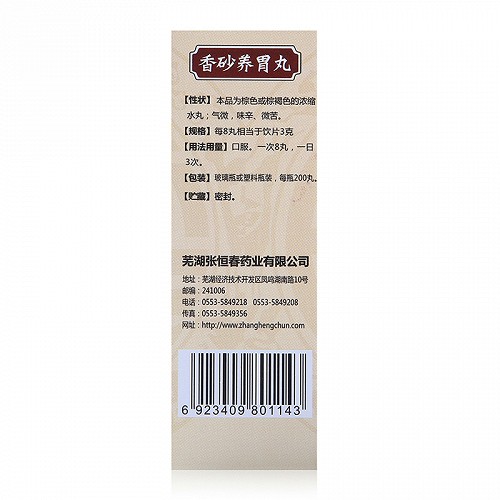 香砂养胃丸
【性状】本品为棕色或棕褐色的浓缩
水丸；气微，味辛、微苦。
【规格】每8丸相当于饮片3克
【用法用量】口服。一次8丸，一日
3次。
【包装】玻璃瓶或塑料瓶装，每瓶200丸。
【贮藏】密封。
芜湖张恒春药业有限公司
地址：芜湖经济技术开发区凤鸣湖南路10号
邮编：241006
电话：0553-5849218 0553-5849208
传真：0553-5849356
网址：http://www.zhanghengchun.com
6 923409 801143